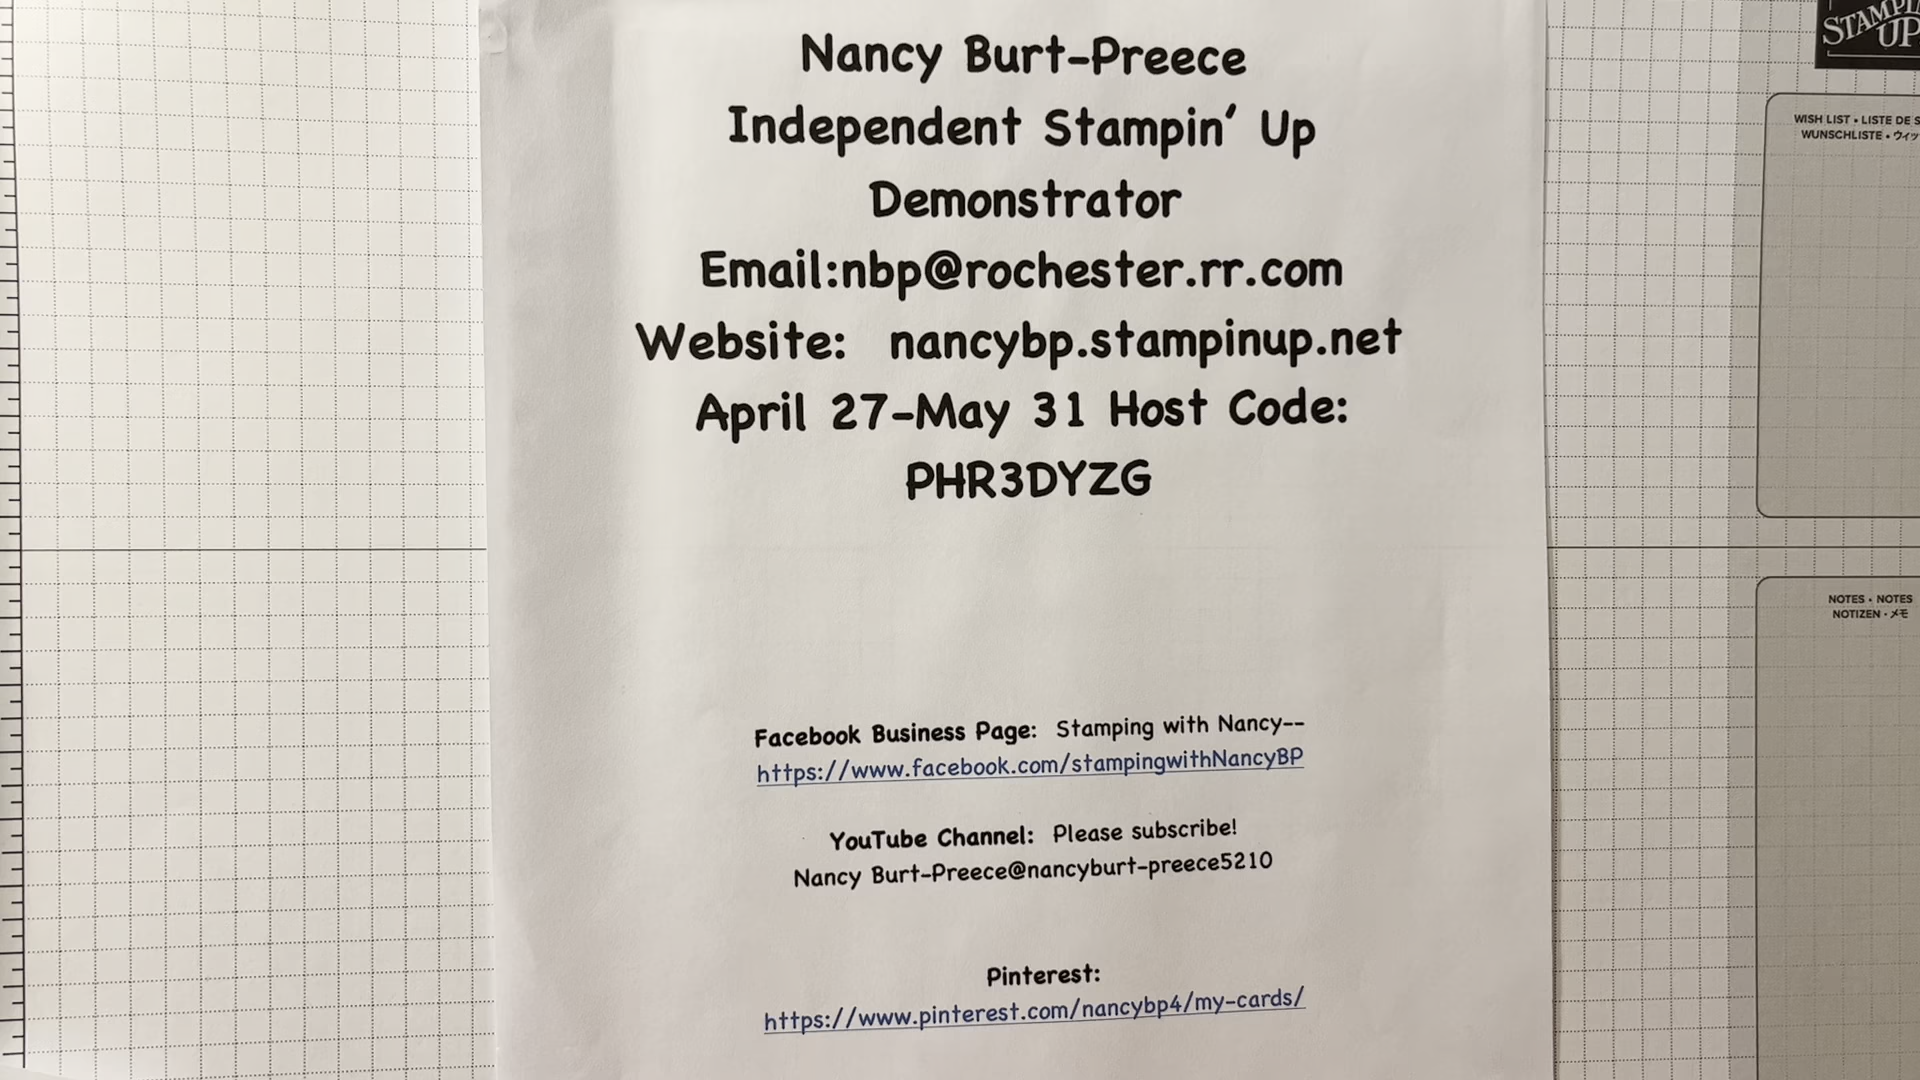 Nancy Burt-Preece
Independent Stampin' Up
Demonstrator
Email:nbp@rochester.rr.com
Website: nancybp.stampinup.net
April 27-May 31 Host Code:
PHR3DYZG
Facebook Business Page: Stamping with Nancy--
https://www.facebook.com/stampingwithNancyBP
YouTube Channel: Please subscribe!
Nancy Burt-Preece@nancyburt-preece5210
Pinterest:
https://www.pinterest.com/nancybp4/my-cards/
UP
WISH LIST • LISTE DE
WUNSCHLISTE •
NOTES • NOTES
NOTIZEN • メモ